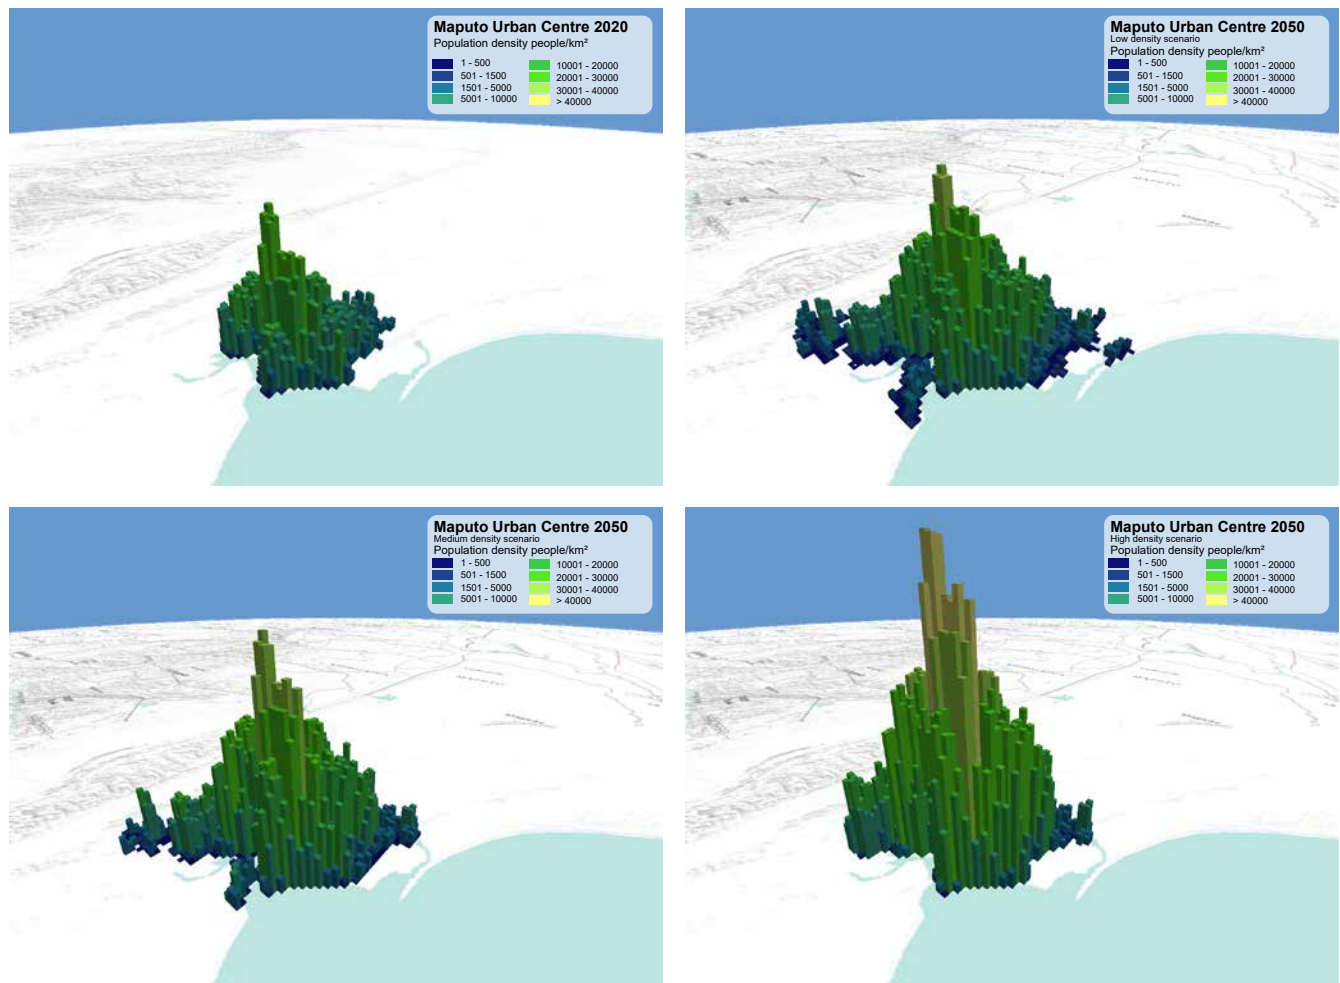 Maputo Urban Centre 2020
Population density people/km²
1 - 500
501 - 1500
1501 - 5000
5001 - 10000
10001 - 20000
20001 - 30000
30001 - 40000
> 40000
Maputo Urban Centre 2050
Low density scenario
Population density people/km²
1 - 500
501 - 1500
1501 - 5000
5001 - 10000
10001 - 20000
20001 - 30000
30001 - 40000
> 40000
Maputo Urban Centre 2050
Medium density scenario
Population density people/km²
1 - 500
501 - 1500
1501 - 5000
5001 - 10000
10001 - 20000
20001 - 30000
30001 - 40000
> 40000
Maputo Urban Centre 2050
High density scenario
Population density people/km²
1 - 500
501 - 1500
1501 - 5000
5001 - 10000
10001 - 20000
20001 - 30000
30001 - 40000
> 40000